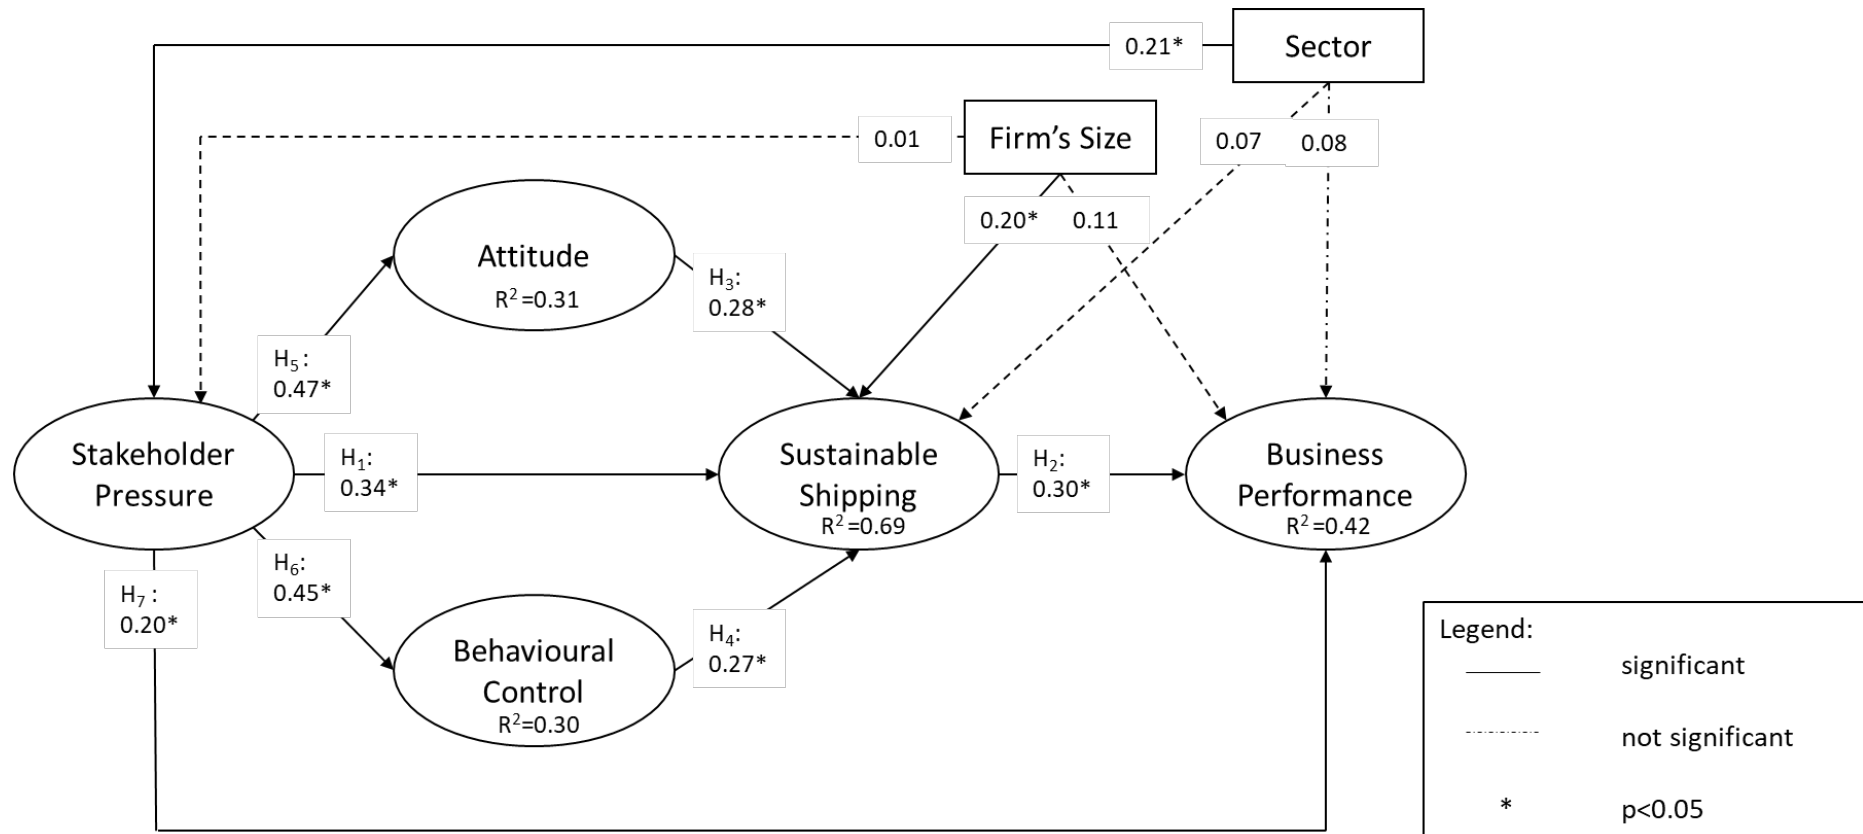 Sector
0.21*
Firm's Size
0.01
0.07
0.08
0.20*
0.11
Attitude
R²=0.31
H₃:
0.28*
H₅:
0.47*
Stakeholder
Pressure
H₁:
0.34*
Sustainable
Shipping
R²=0.69
H₂:
0.30*
Business
Performance
R²=0.42
H₆:
0.45*
H₇:
0.20*
H₄:
0.27*
Behavioural
Control
R²=0.30
Legend:
significant
not significant
* p<0.05